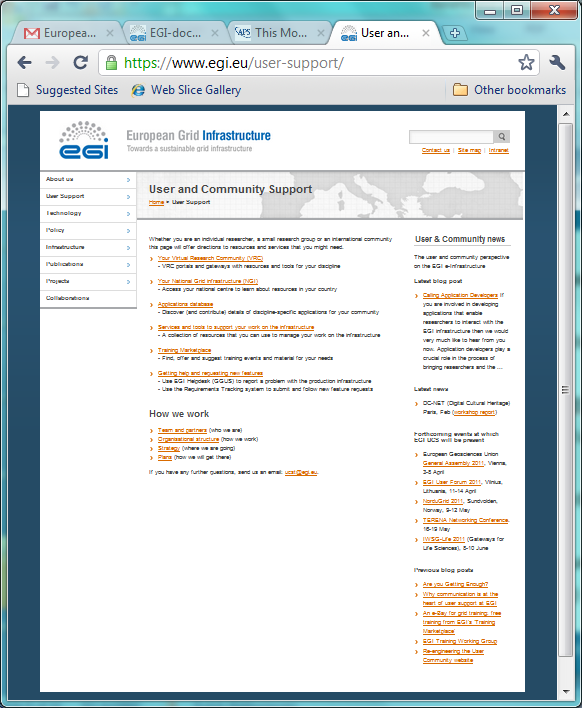 Europea...
EGI-doc...
This Mo...
User an...
https://www.egi.eu/user-support/
Suggested Sites
Web Slice Gallery
Other bookmarks
egi
European Grid Infrastructure
Towards a sustainable grid infrastructure
Contact us | Site map | Intranet
About us
User Support
Technology
Policy
Infrastructure
Publications
Projects
Collaborations
User and Community Support
Home ▸ User Support
Whether you are an individual researcher, a small research group or an international community
this page will offer directions to resources and services that you might need.
Your Virtual Research Community (VRC)
- VRC portals and gateways with resources and tools for your discipline
Your National Grid Infrastructure (NGI)
- Access your national centre to learn about resources in your country
Applications database
- Discover (and contribute) details of discipline-specific applications for your community
Services and tools to support your work on the infrastructure
- A collection of resources that you can use to manage your work on the infrastructure
Training Marketplace
- Find, offer and suggest training events and material for your needs
Getting help and requesting new features
- Use EGI Helpdesk (GGUS) to report a problem with the production infrastructure
- Use the Requirements Tracking system to submit and follow new feature requests
How we work
Team and partners (who we are)
Organisational structure (how we work)
Strategy (where we are going)
Plans (how we will get there)
If you have any further questions, send us an email: ucst@egi.eu.
User & Community news
The user and community perspective
on the EGI e-Infrastructure
Latest blog post
Calling Application Developers If
you are involved in developing
applications that enable
researchers to interact with the
EGI infrastructure then we would
very much like to hear from you
now. Application developers play a
crucial role in the process of
bringing researchers and the ...
Latest news
DC-NET (Digital Cultural Heritage)
Paris, Feb (workshop report)
Forthcoming events at which
EGI UCS will be present
European Geosciences Union
General Assembly 2011, Vienna,
3-8 April
EGI User Forum 2011, Vilnius,
Lithuania, 11-14 April
NorduGrid 2011, Sundvolden,
Norway, 9-12 May
TERENA Networking Conference,
16-19 May
IWSG-Life 2011 (Gateways for
Life Sciences), 8-10 June
Previous blog posts
Are you Getting Enough?
Why communication is at the
heart of user support at EGI
An e-Bay for grid training: free
training from EGI's 'Training
Marketplace'
EGI Training Working Group
Re-engineering the User
Community website